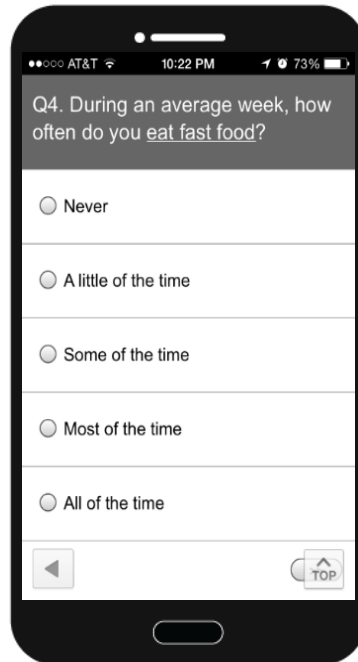 AT&T 10:22 PM 73%
Q4. During an average week, how
often do you eat fast food?
Never
A little of the time
Some of the time
Most of the time
All of the time
TOP